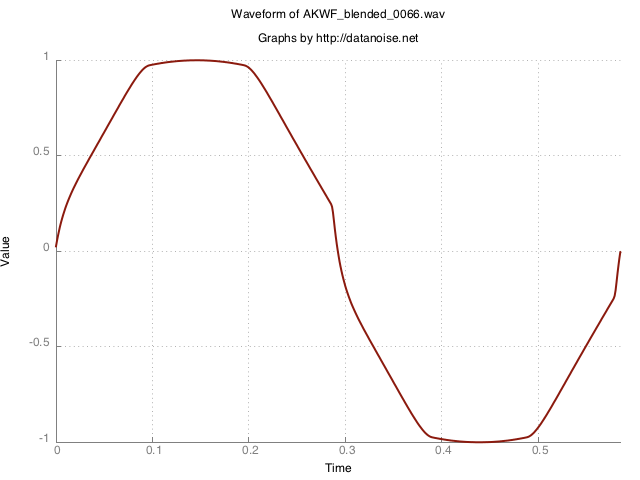 Waveform of AKWF_blended_0066.wav
Graphs by http://datanoise.net
1
0.5
0
-0.5
-1
Value
0 0.1 0.2 0.3 0.4 0.5
Time